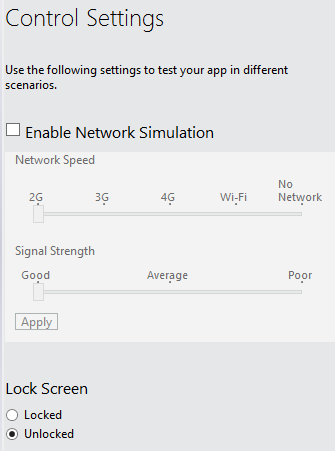 Control Settings
Use the following settings to test your app in different
scenarios.
Enable Network Simulation
Network Speed
2G 3G 4G Wi-Fi No
Network
Signal Strength
Good Average Poor
Apply
Lock Screen
Locked
Unlocked